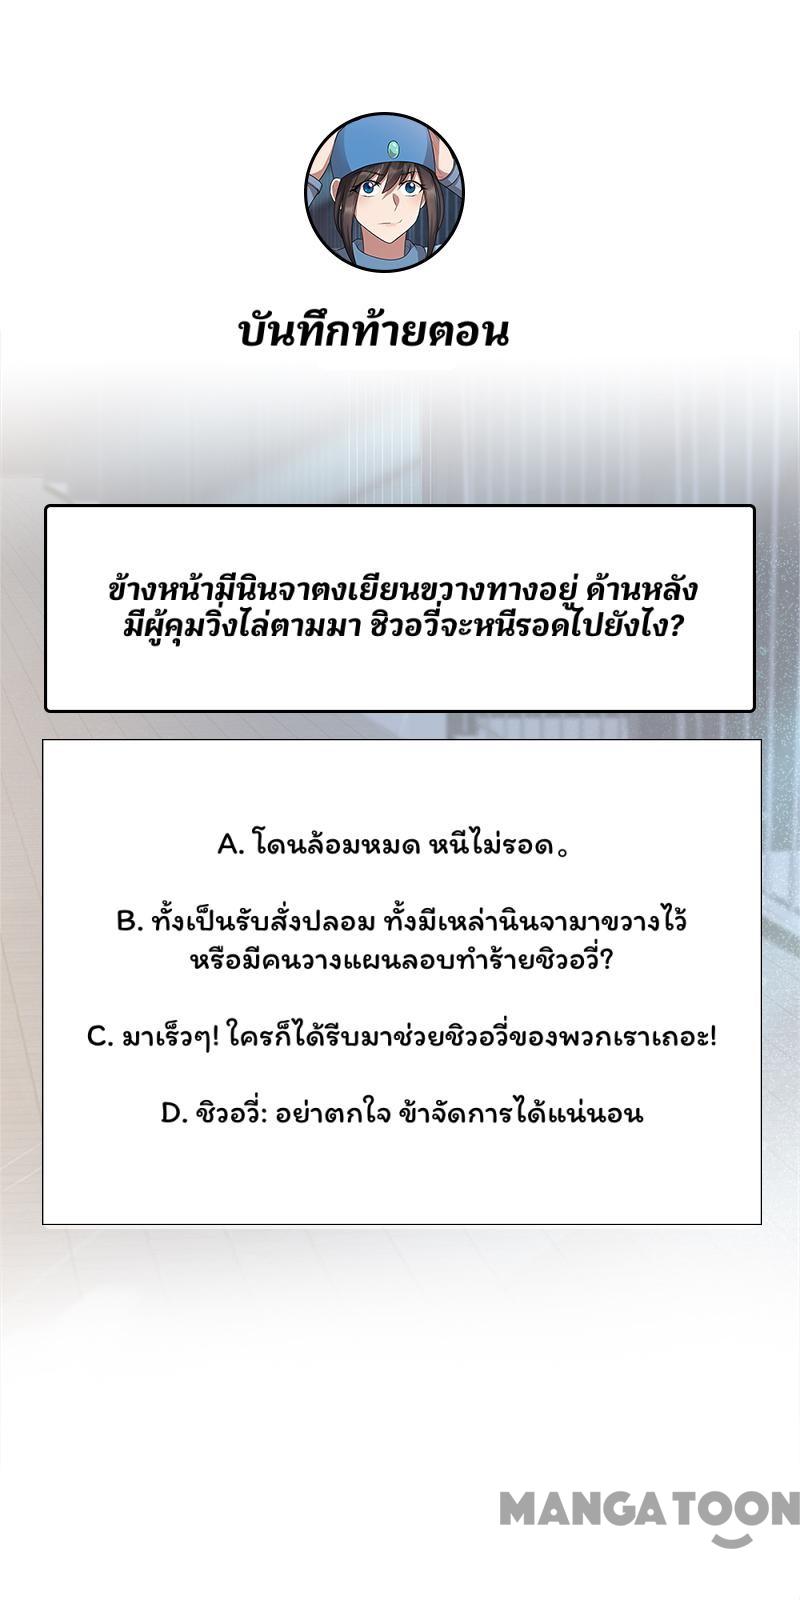 บันทึกท้ายตอน
ข้างหน้ามีนินจาตงเยียนขวางทางอยู่ ด้านหลัง
มีผู้คุมวิ่งไล่ตามมา ชิวอวี่จะหนีรอดไปยังไง?
A. โดนล้อมหมด หนีไม่รอด。
B. ทั้งเป็นรับสั่งปลอม ทั้งมีเหล่านินจามาขวางไว้
หรือมีคนวางแผนลอบทำร้ายชิวอวี่?
C. มาเร็วๆ! ใครก็ได้รีบมาช่วยชิวอวี่ของพวกเราเถอะ!
D. ชิวอวี่: อย่าตกใจ ข้าจัดการได้แน่นอน
MANGATOON